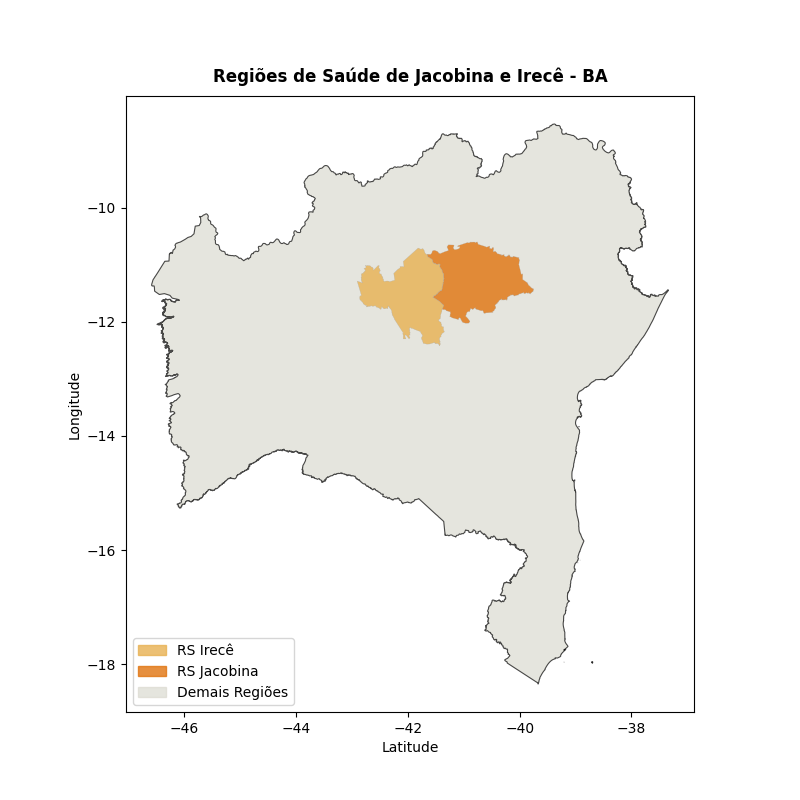 Regiões de Saúde de Jacobina e Irecê - BA
Longitude
−10
−12
−14
−16
−18
RS Irecê
RS Jacobina
Demais Regiões
−46 −44 −42 −40 −38
Latitude